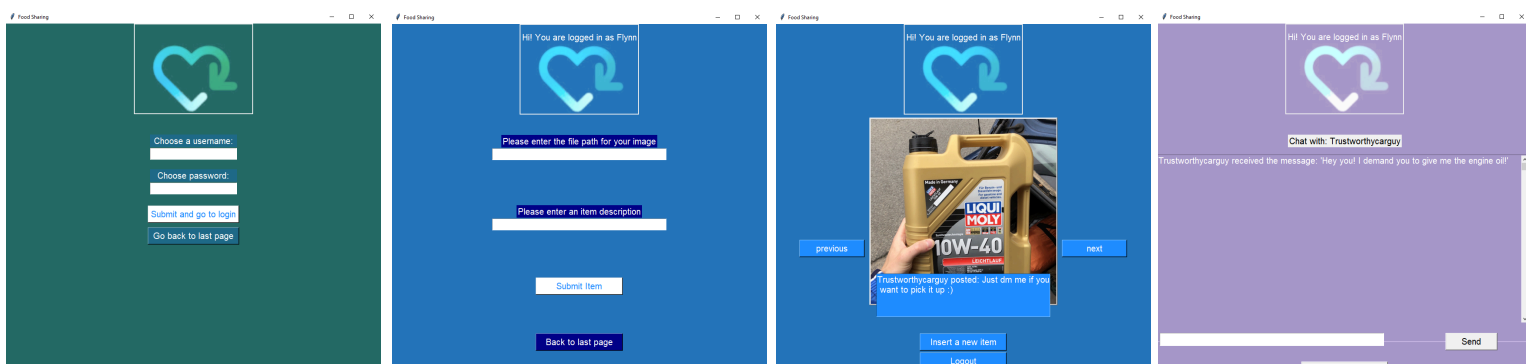 Food Sharing
Choose a username:
Choose password:
Submit and go to login
Go back to last page
Food Sharing
Hi! You are logged in as Flynn
Please enter the file path for your image
Please enter an item description
Submit Item
Back to last page
Food Sharing
Hi! You are logged in as Flynn
Made in Germany
LIQUI
MOLY
10W-40
LEICHTLAUF
previous
next
Trustworthycarguy posted: Just dm me if you
want to pick it up :)
Insert a new item
Logout
Food Sharing
Hi! You are logged in as Flynn
Chat with: Trustworthycarguy
Trustworthycarguy received the message: 'Hey you! I demand you to give me the engine oil!'
Send